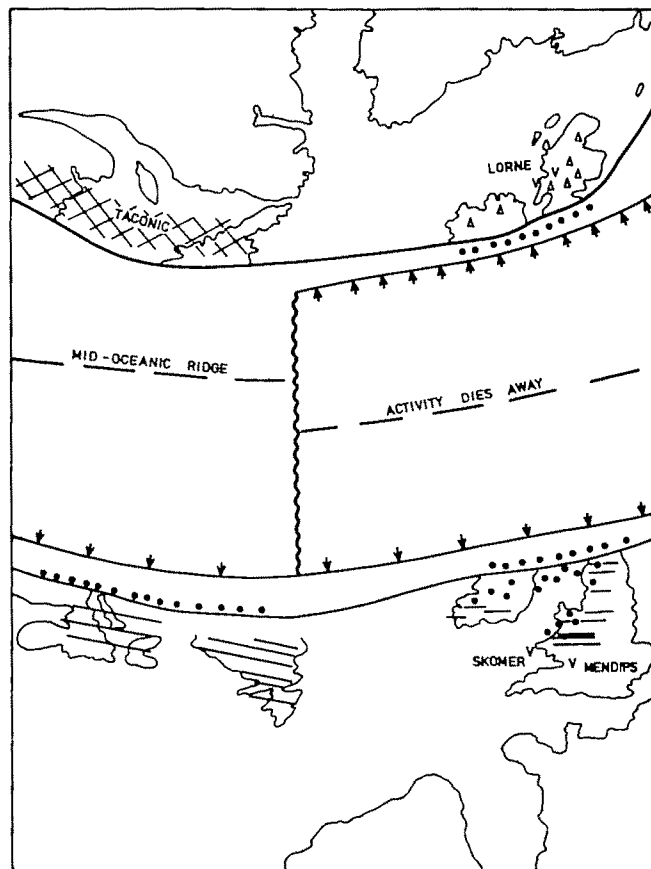 LORNE
V
V
V
TACONIC
MID-OCEANIC RIDGE
ACTIVITY DIES AWAY
SKOMER V
V MENDIPS